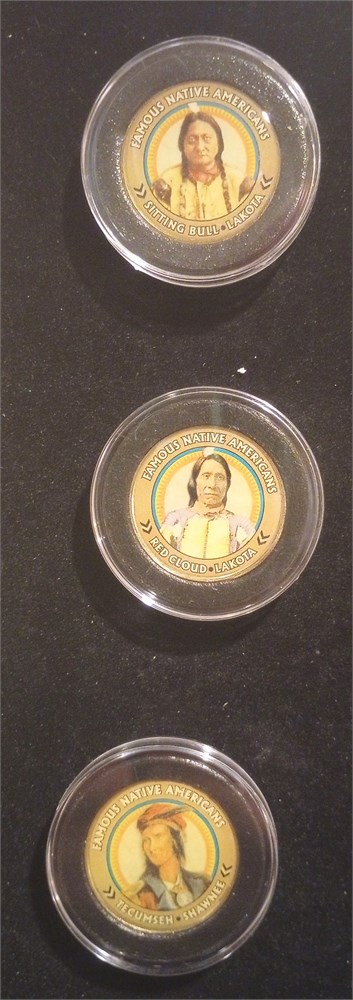 FAMOUS NATIVE AMERICANS
SITTING BULL • LAKOTA
FAMOUS NATIVE AMERICANS
RED CLOUD • LAKOTA
FAMOUS NATIVE AMERICANS
TECUMSEH • SHAWNEE